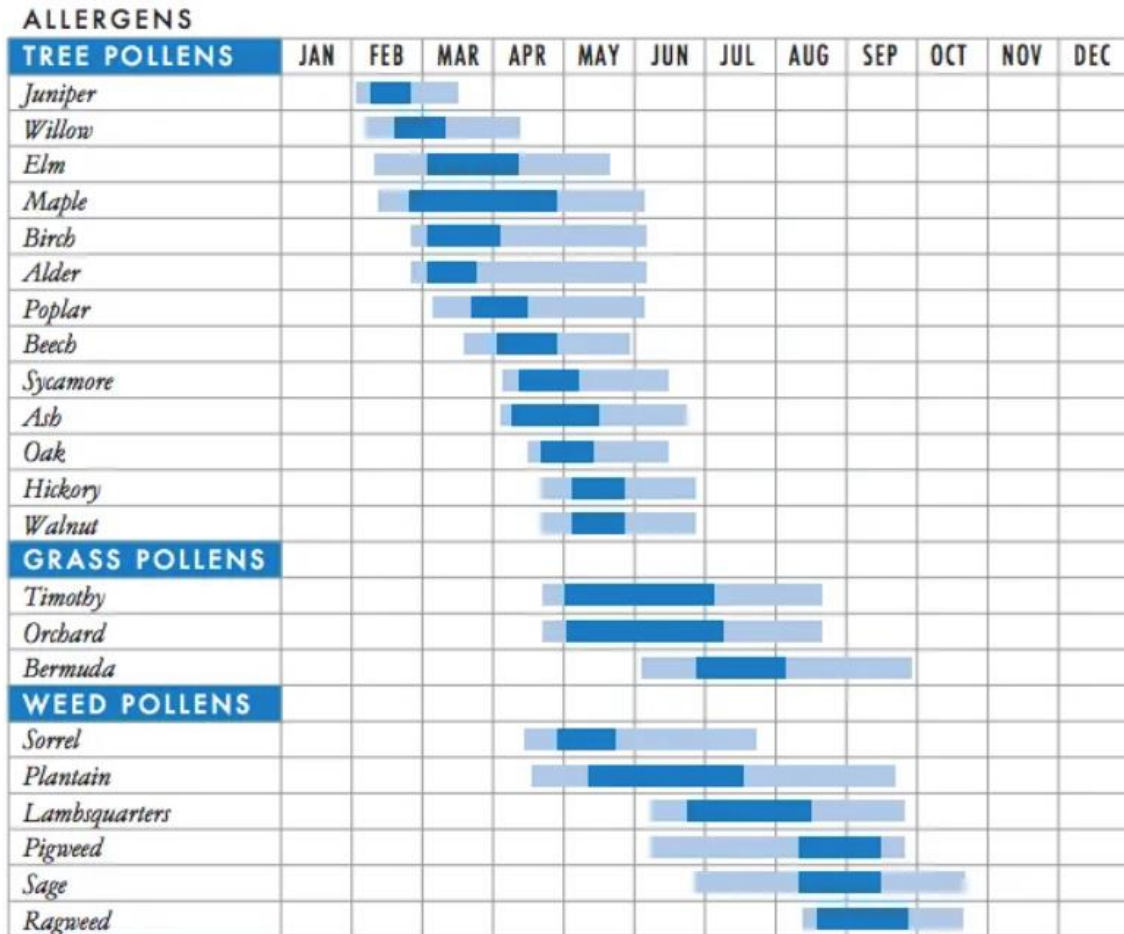 ALLERGENS
TREE POLLENS JAN FEB MAR APR MAY JUN JUL AUG SEP OCT NOV DEC
Juniper
Willow
Elm
Maple
Birch
Alder
Poplar
Beech
Sycamore
Ash
Oak
Hickory
Walnut
GRASS POLLENS
Timothy
Orchard
Bermuda
WEED POLLENS
Sorrel
Plantain
Lambsquarters
Pigweed
Sage
Ragweed